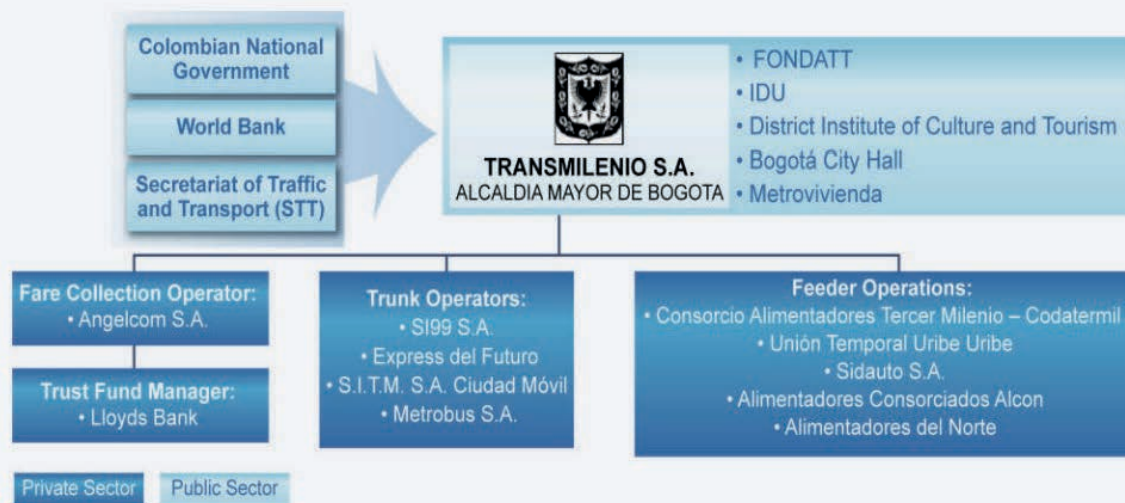 Colombian National
Government
World Bank
Secretariat of Traffic
and Transport (STT)
TRANSMILENIO S.A.
ALCALDIA MAYOR DE BOGOTA
• FONDATT
• IDU
• District Institute of Culture and Tourism
• Bogotá City Hall
• Metrovivienda
Fare Collection Operator:
• Angelcom S.A.
Trust Fund Manager:
• Lloyds Bank
Trunk Operators:
• SI99 S.A.
• Express del Futuro
• S.I.T.M. S.A. Ciudad Móvil
• Metrobus S.A.
Feeder Operations:
• Consorcio Alimentadores Tercer Milenio – Codatermil
• Unión Temporal Uribe Uribe
• Sidauto S.A.
• Alimentadores Consorciados Alcon
• Alimentadores del Norte
Private Sector
Public Sector